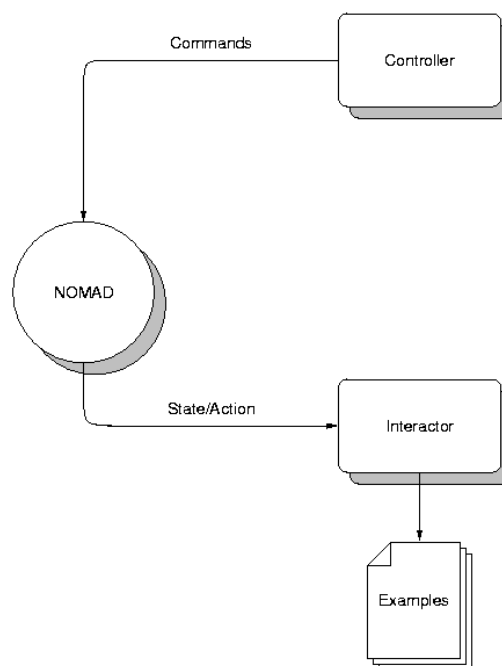 Commands
Controller
NOMAD
State/Action
Interactor
Examples